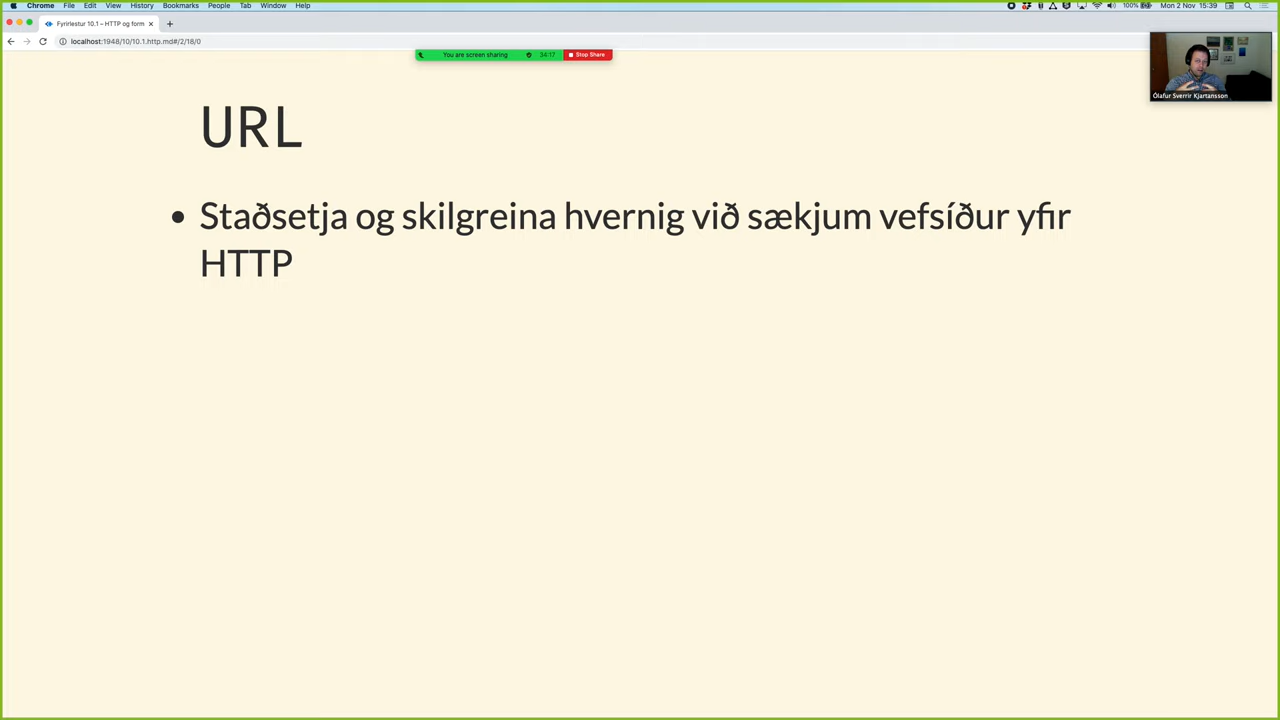 Chrome File Edit View History Bookmarks People Tab Window Help 100% Mon 2 Nov 15:39
Fyrirlestur 10.1 – HTTP og form
localhost:1948/10/10.1.http.md#/2/18/0
You are screen sharing 34:17 Stop Share
Ólafur Sverrir Kjartansson
URL
Staðsetja og skilgreina hvernig við sækjum vefsíður yfir
HTTP